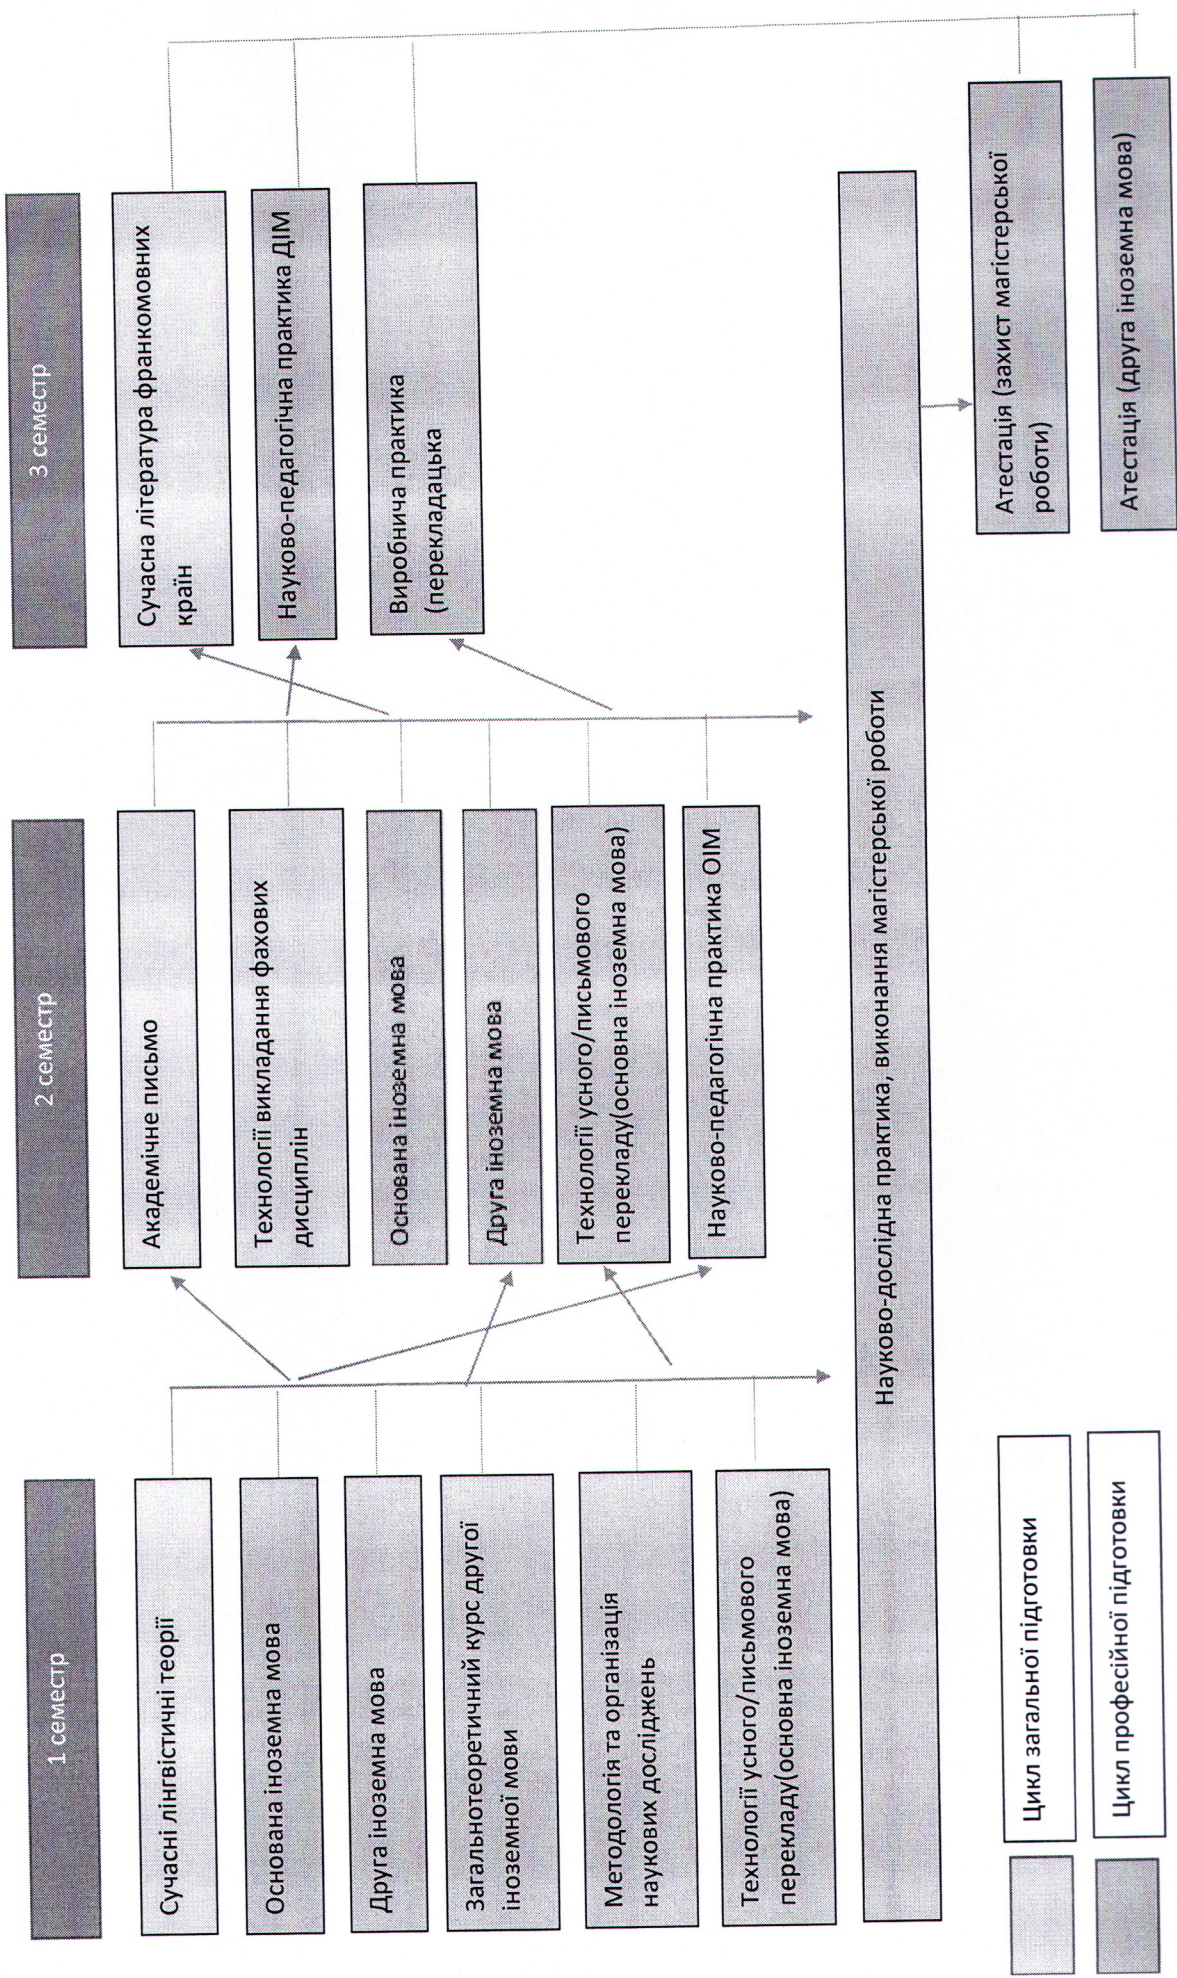 1 семестр
Сучасні лінгвістичні теорії
Основана іноземна мова
Друга іноземна мова
Загальнотеоретичний курс другої
іноземної мови
Методологія та організація
наукових досліджень
Технології усного/письмового
перекладу(основна іноземна мова)
2 семестр
Академічне письмо
Технології викладання фахових
дисциплін
Основана іноземна мова
Друга іноземна мова
Технології усного/письмового
перекладу(основна іноземна мова)
Науково-педагогічна практика ОІМ
3 семестр
Сучасна література франкомовних
країн
Науково-педагогічна практика ДІМ
Виробнича практика
(перекладацька
Науково-дослідна практика, виконання магістерської роботи
Атестація (захист магістерської
роботи)
Атестація (друга іноземна мова)
Цикл загальної підготовки
Цикл професійної підготовки